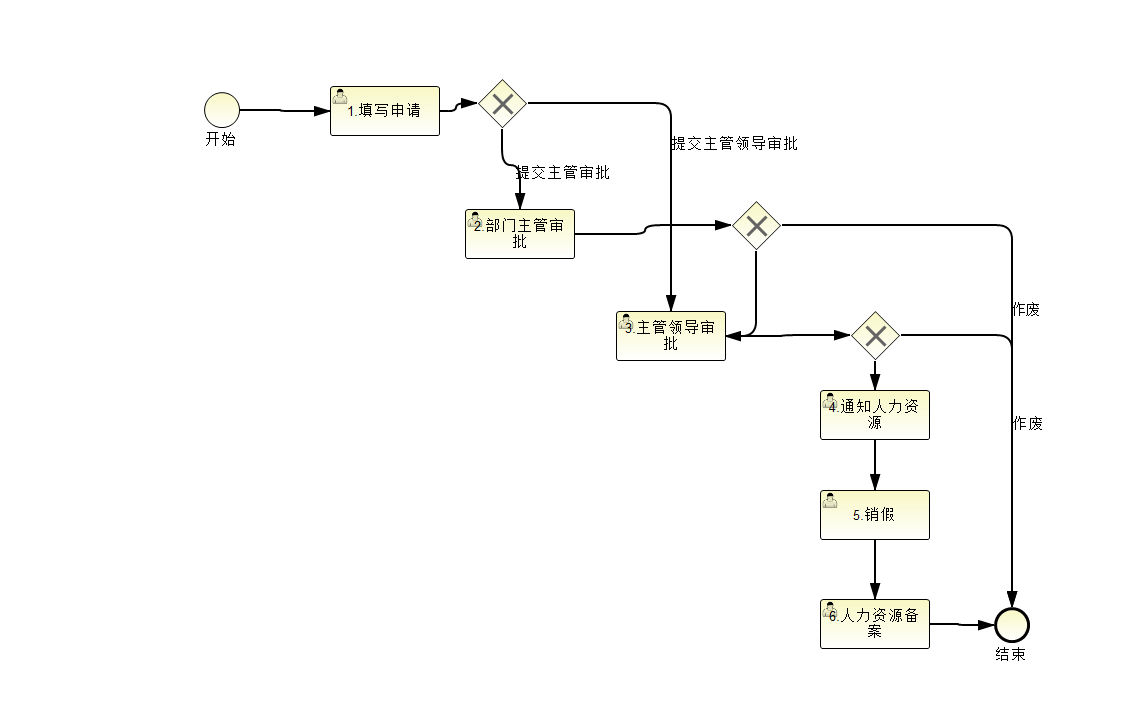 1.填写申请
开始
提交主管领导审批
提交主管审批
2.部门主管审
批
作废
3.主管领导审
批
4.通知人力资
源
作废
5.销假
6.人力资源备
案
结束